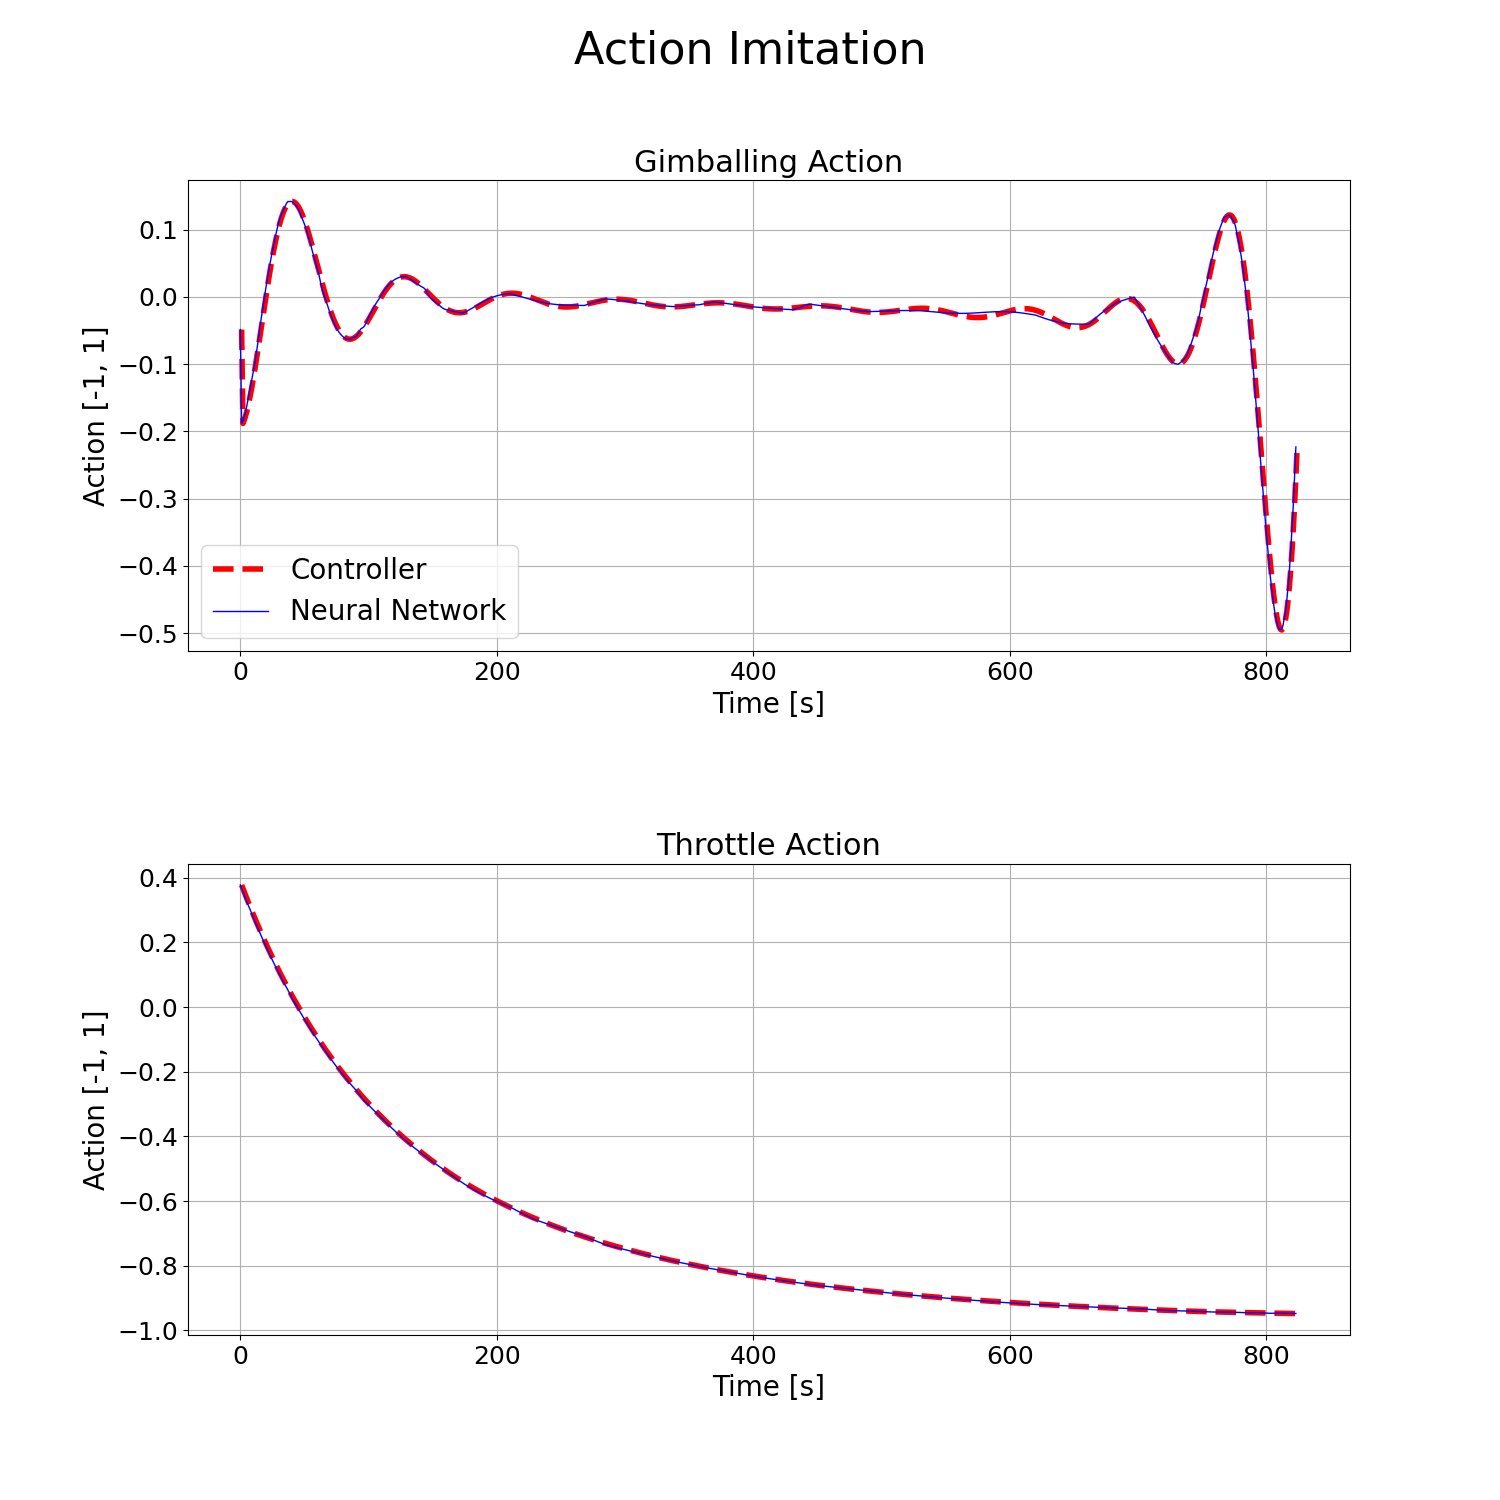 Action Imitation
Gimballing Action
Action [-1, 1]
0.1
0.0
−0.1
−0.2
−0.3
−0.4
−0.5
Controller
Neural Network
0 200 400 600 800
Time [s]
Throttle Action
Action [-1, 1]
0.4
0.2
0.0
−0.2
−0.4
−0.6
−0.8
−1.0
0 200 400 600 800
Time [s]